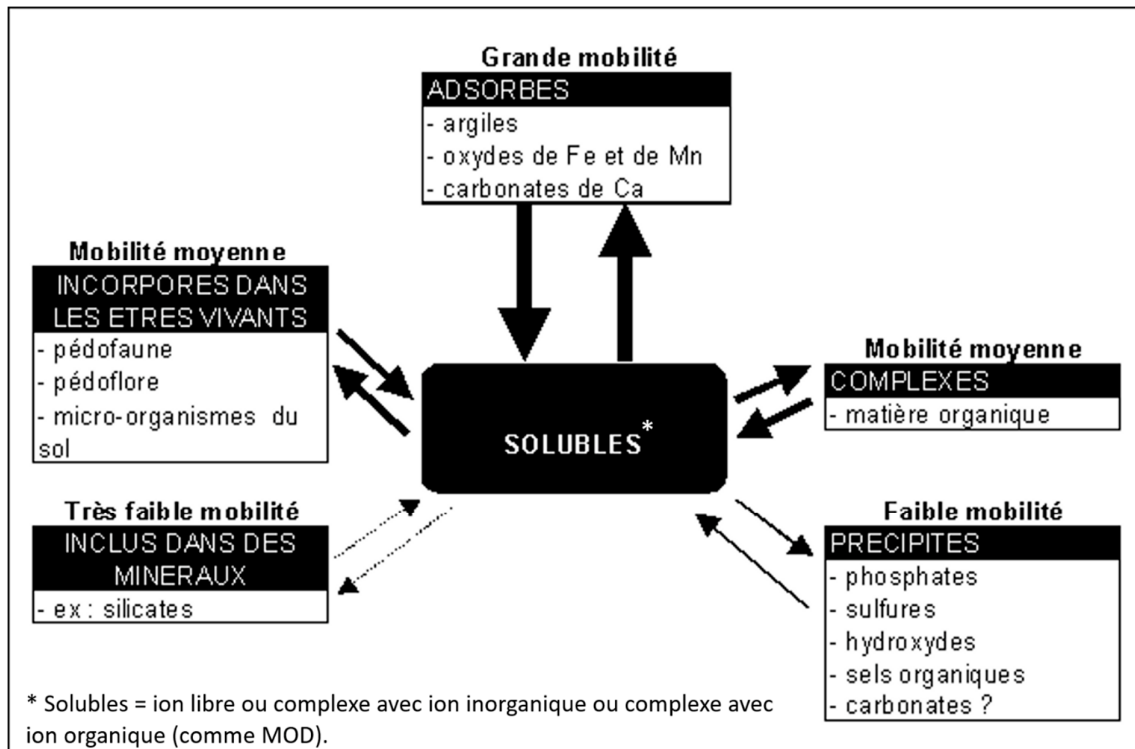 Grande mobilité
ADSORBES
- argiles
- oxydes de Fe et de Mn
- carbonates de Ca
Mobilité moyenne
INCORPORES DANS
LES ETRES VIVANTS
- pédofaune
- pédoflore
- micro-organismes du
sol
Mobilité moyenne
COMPLEXES
- matière organique
SOLUBLES*
Très faible mobilité
INCLUS DANS DES
MINERAUX
- ex : silicates
Faible mobilité
PRECIPITES
- phosphates
- sulfures
- hydroxydes
- sels organiques
- carbonates ?
* Solubles = ion libre ou complexe avec ion inorganique ou complexe avec
ion organique (comme MOD).